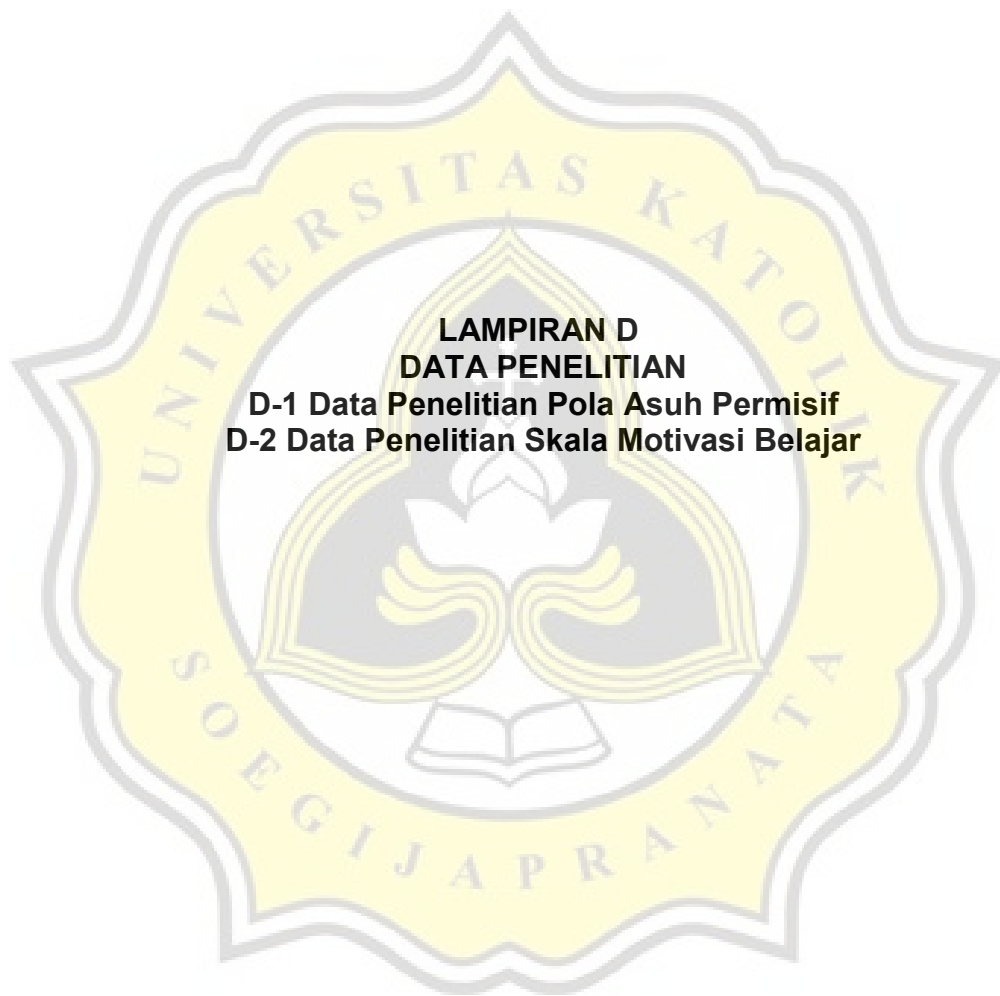 UNIVERSITAS KATOLIK
LAMPIRAN D
DATA PENELITIAN
D-1 Data Penelitian Pola Asuh Permisif
D-2 Data Penelitian Skala Motivasi Belajar
SOEGIJAPRANATA